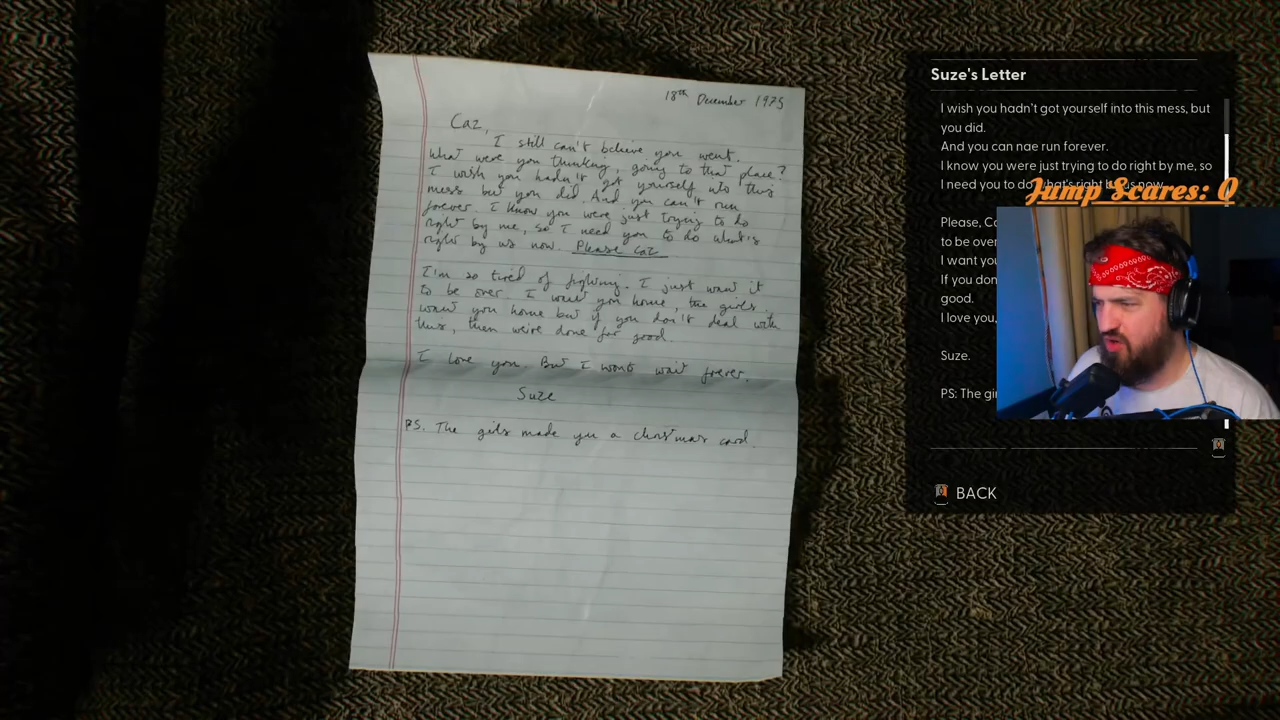 18th December 1975
Caz,
I still can't believe you went.
What were you thinking, going to that place?
I wish you hadn't got yourself into this
mess but you did. And you can't run
forever. I know you were just trying to do
right by me, so I need you to do what's
right by us now. Please Caz.
I'm so tired of fighting. I just want it
to be over. I want you home, the girls
want you home but if you don't deal with
this, then we're done for good.
I love you. But I won't wait forever.
Suze
PS. The girls made you a christmas card.
Suze's Letter
I wish you hadn't got yourself into this mess, but
you did.
And you can nae run forever.
I know you were just trying to do right by me, so
I need you to do what's right by us now.
Jump Scares: 0
Please,
to be over
I want you
If you don
good.
I love you,
Suze.
PS: The
BACK